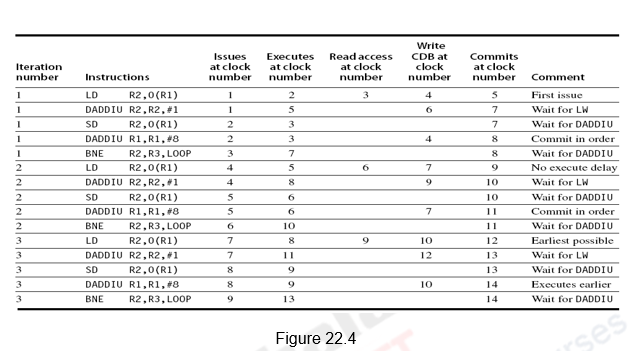 Iteration number Instructions Issues at clock number Executes at clock number Read access at clock number Write CDB at clock number Commits at clock number Comment
1 LD R2,0(R1) 1 2 3 4 5 First issue
1 DADDIU R2,R2,#1 1 5 6 7 Wait for LW
1 SD R2,0(R1) 2 3 7 Wait for DADDIU
1 DADDIU R1,R1,#8 2 3 4 8 Commit in order
1 BNE R2,R3,LOOP 3 7 8 Wait for DADDIU
2 LD R2,0(R1) 4 5 6 7 9 No execute delay
2 DADDIU R2,R2,#1 4 8 9 10 Wait for LW
2 SD R2,0(R1) 5 6 10 Wait for DADDIU
2 DADDIU R1,R1,#8 5 6 7 11 Commit in order
2 BNE R2,R3,LOOP 6 10 11 Wait for DADDIU
3 LD R2,0(R1) 7 8 9 10 12 Earliest possible
3 DADDIU R2,R2,#1 7 11 12 13 Wait for LW
3 SD R2,0(R1) 8 9 13 Wait for DADDIU
3 DADDIU R1,R1,#8 8 9 10 14 Executes earlier
3 BNE R2,R3,LOOP 9 13 14 Wait for DADDIU
Figure 22.4